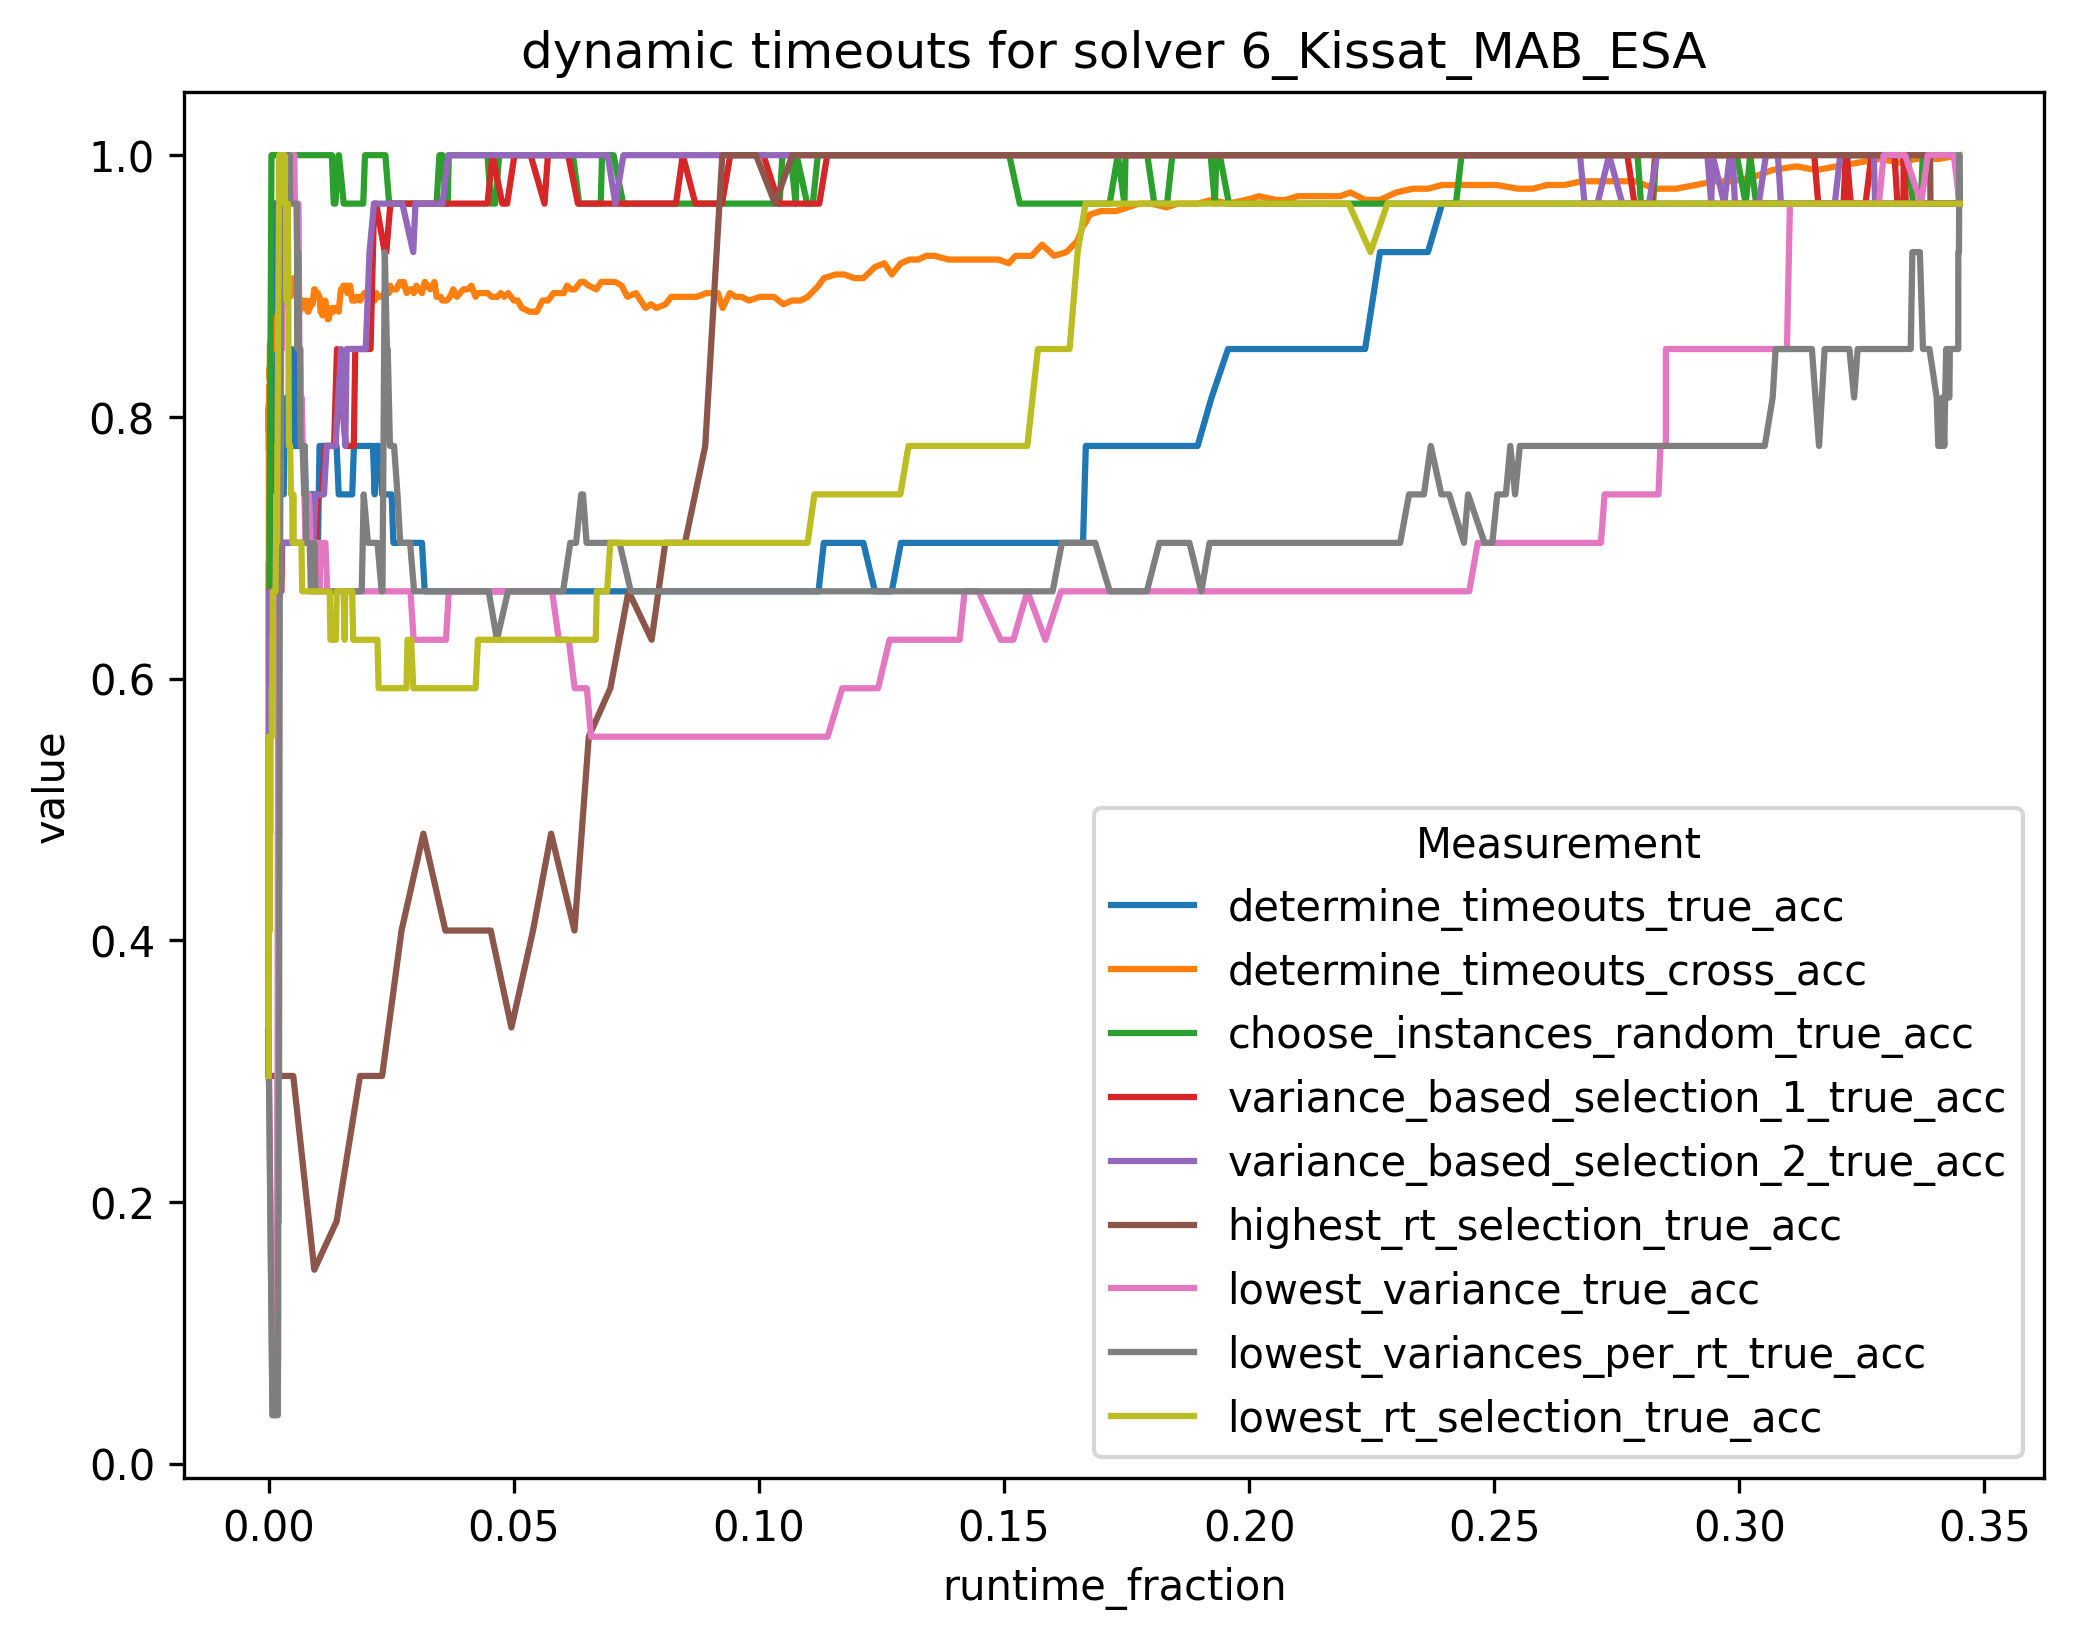 dynamic timeouts for solver 6_Kissat_MAB_ESA
1.0
0.8
0.6
0.4
0.2
0.0
value
0.00 0.05 0.10 0.15 0.20 0.25 0.30 0.35
runtime_fraction
Measurement
determine_timeouts_true_acc
determine_timeouts_cross_acc
choose_instances_random_true_acc
variance_based_selection_1_true_acc
variance_based_selection_2_true_acc
highest_rt_selection_true_acc
lowest_variance_true_acc
lowest_variances_per_rt_true_acc
lowest_rt_selection_true_acc